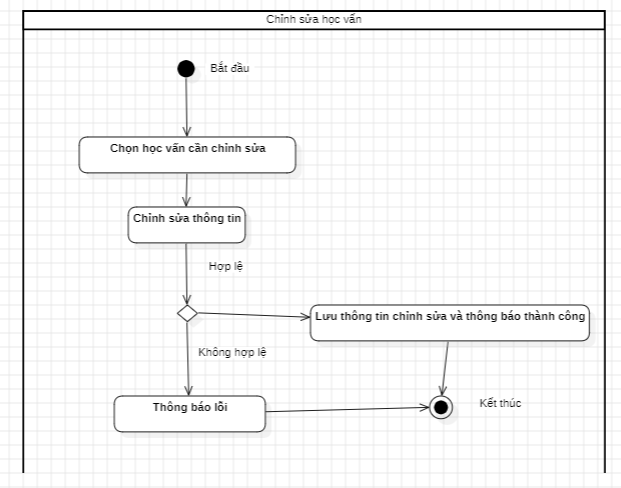 Chỉnh sửa học vấn
Bắt đầu
Chọn học vấn cần chỉnh sửa
Chỉnh sửa thông tin
Hợp lệ
Lưu thông tin chỉnh sửa và thông báo thành công
Không hợp lệ
Thông báo lỗi
Kết thúc